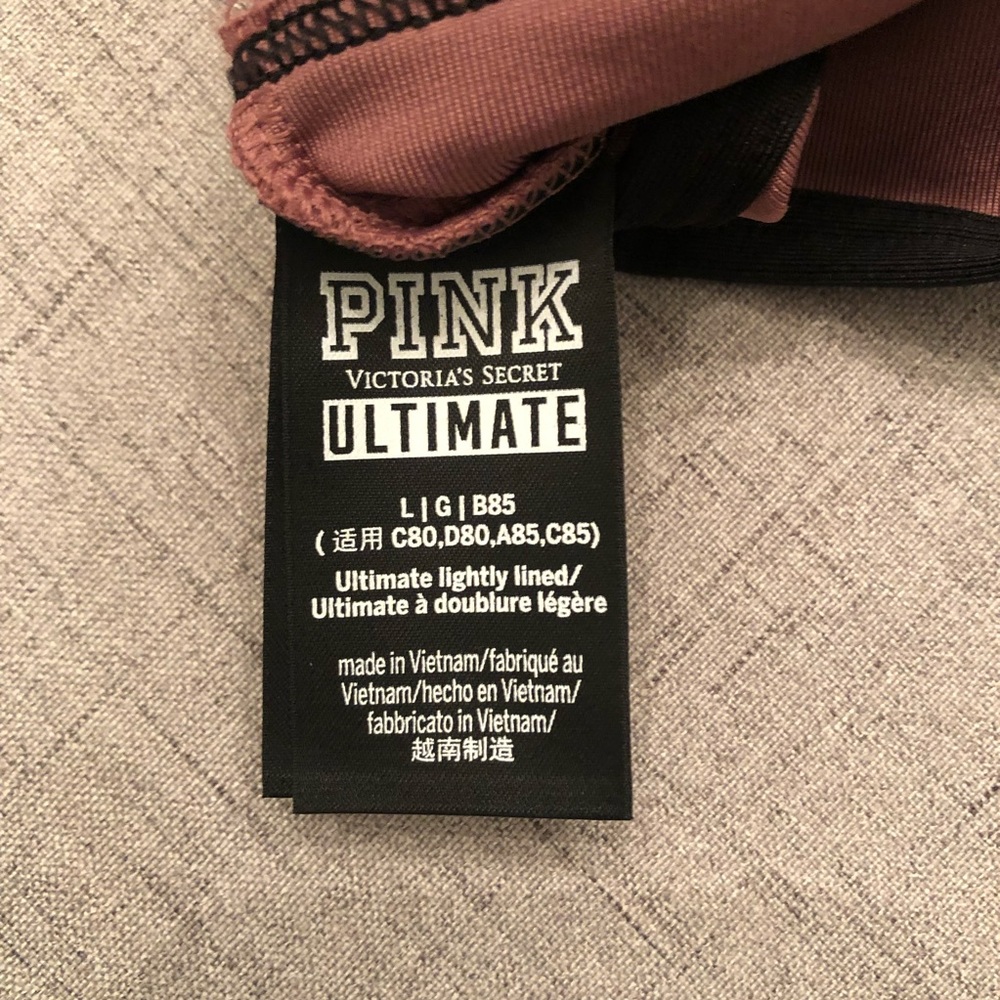 PINK
VICTORIA'S SECRET
ULTIMATE
L | G | B85
( 适用 C80,D80,A85,C85)
Ultimate lightly lined/
Ultimate à doublure légère
made in Vietnam/fabriqué au
Vietnam/hecho en Vietnam/
fabbricato in Vietnam/
越南制造